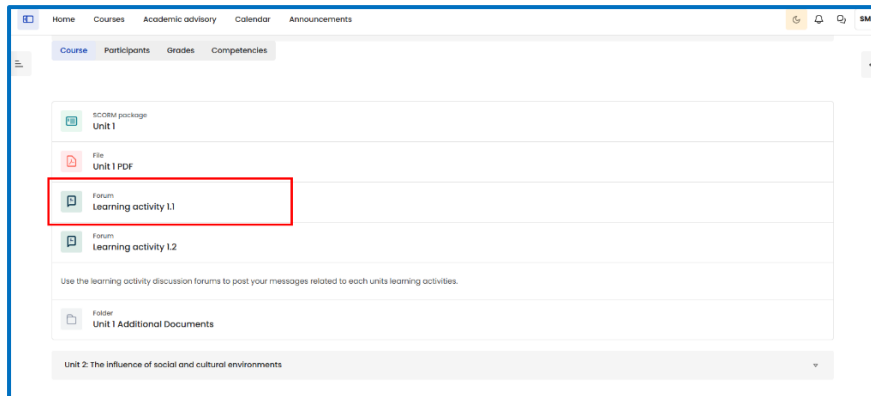 Home Courses Academic advisory Calendar Announcements SM
Course Participants Grades Competencies
SCORM package
Unit 1
File
Unit 1 PDF
Forum
Learning activity 1.1
Forum
Learning activity 1.2
Use the learning activity discussion forums to post your messages related to each units learning activities.
Folder
Unit 1 Additional Documents
Unit 2: The influence of social and cultural environments